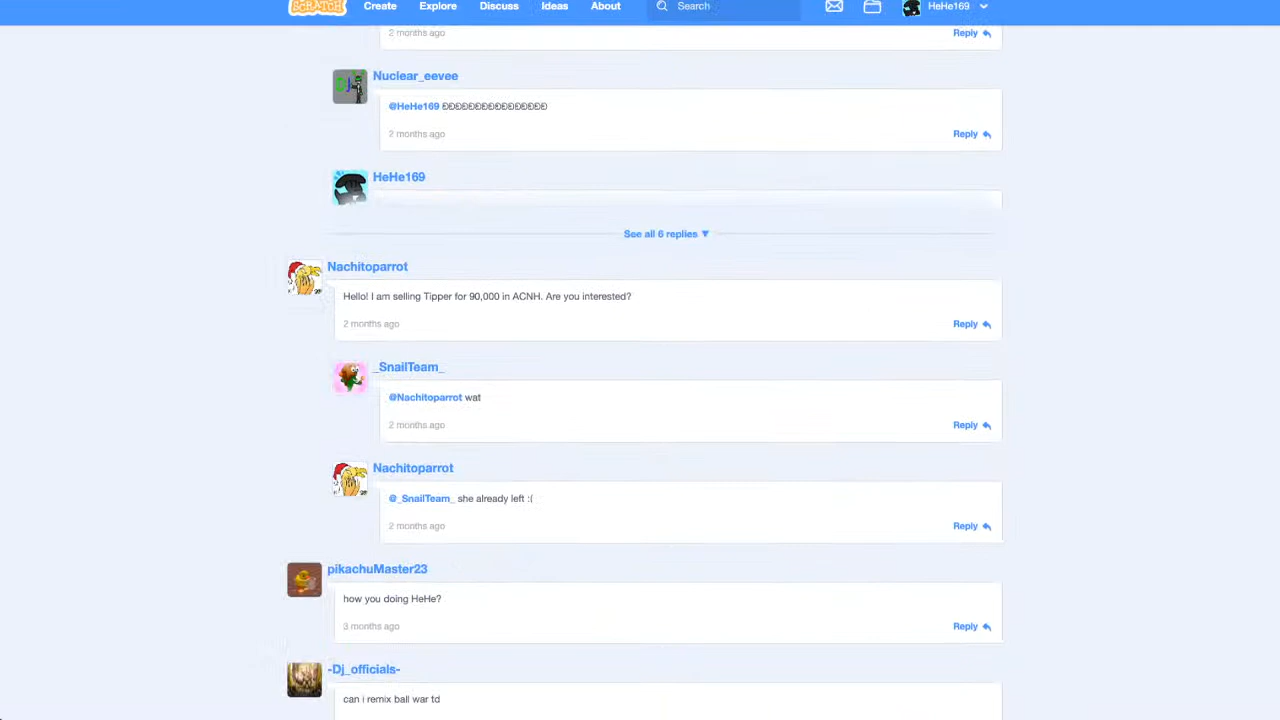 SCRATCH Create Explore Discuss Ideas About Search HeHe169
2 months ago Reply
Nuclear_eevee
@HeHe169
2 months ago Reply
HeHe169
See all 6 replies ▼
Nachitoparrot
Hello! I am selling Tipper for 90,000 in ACNH. Are you interested?
2 months ago Reply
_SnailTeam_
@Nachitoparrot wat
2 months ago Reply
Nachitoparrot
@_SnailTeam_ she already left :(
2 months ago Reply
pikachuMaster23
how you doing HeHe?
3 months ago Reply
-Dj_officials-
can i remix ball war td